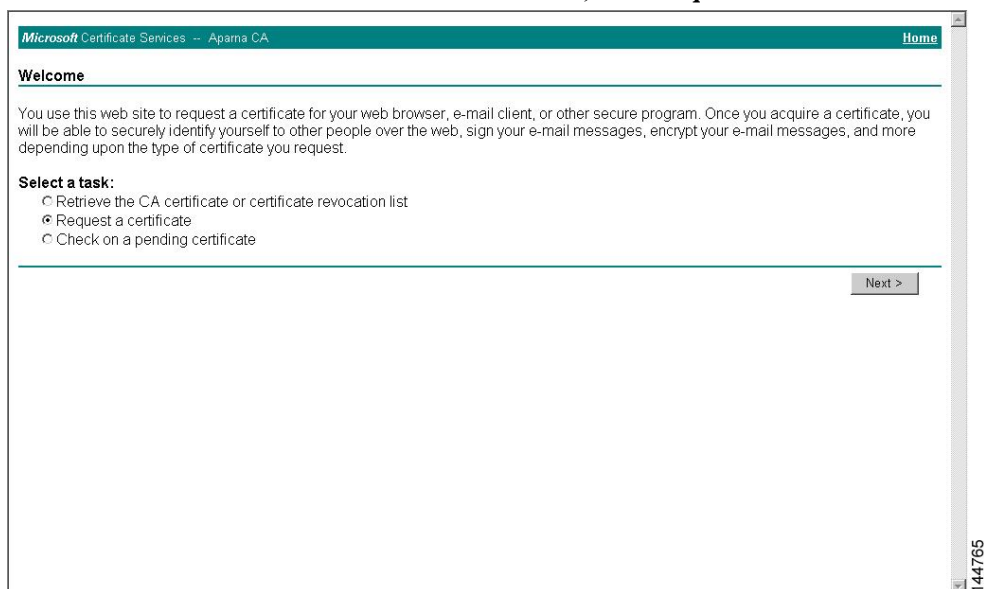 Microsoft Certificate Services -- Aparna CA
Home
Welcome
You use this web site to request a certificate for your web browser, e-mail client, or other secure program. Once you acquire a certificate, you
will be able to securely identify yourself to other people over the web, sign your e-mail messages, encrypt your e-mail messages, and more
depending upon the type of certificate you request.
Select a task:
Retrieve the CA certificate or certificate revocation list
Request a certificate
Check on a pending certificate
Next >
144765